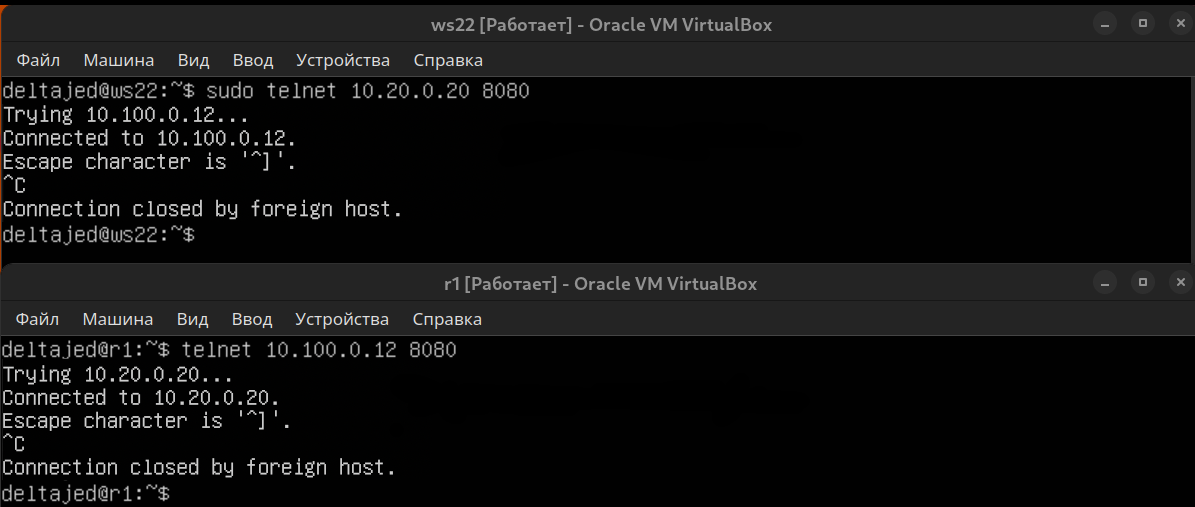 ws22 [Работает] - Oracle VM VirtualBox
Файл Машина Вид Ввод Устройства Справка
deltajed@ws22:~$ sudo telnet 10.20.0.20 8080
Trying 10.100.0.12...
Connected to 10.100.0.12.
Escape character is '^]'.
^C
Connection closed by foreign host.
deltajed@ws22:~$
r1 [Работает] - Oracle VM VirtualBox
Файл Машина Вид Ввод Устройства Справка
deltajed@r1:~$ telnet 10.100.0.12 8080
Trying 10.20.0.20...
Connected to 10.20.0.20.
Escape character is '^]'.
^C
Connection closed by foreign host.
deltajed@r1:~$